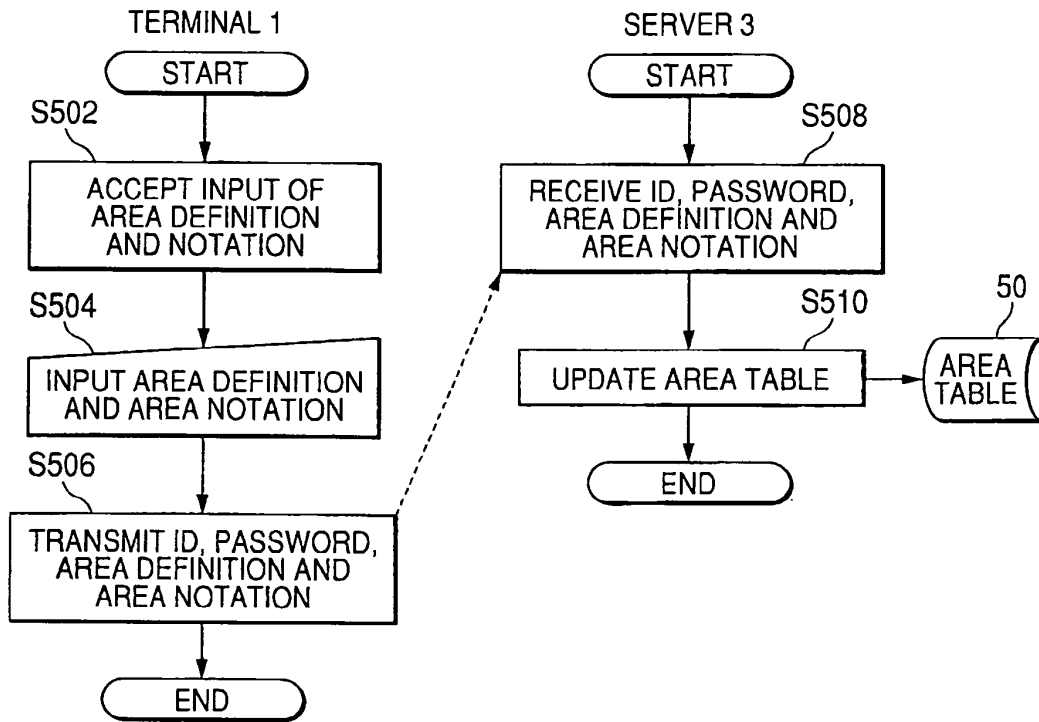 TERMINAL 1
START
S502
ACCEPT INPUT OF
AREA DEFINITION
AND NOTATION
S504
INPUT AREA DEFINITION
AND AREA NOTATION
S506
TRANSMIT ID, PASSWORD,
AREA DEFINITION AND
AREA NOTATION
END
SERVER 3
START
S508
RECEIVE ID, PASSWORD,
AREA DEFINITION AND
AREA NOTATION
S510
UPDATE AREA TABLE
50
AREA
TABLE
END